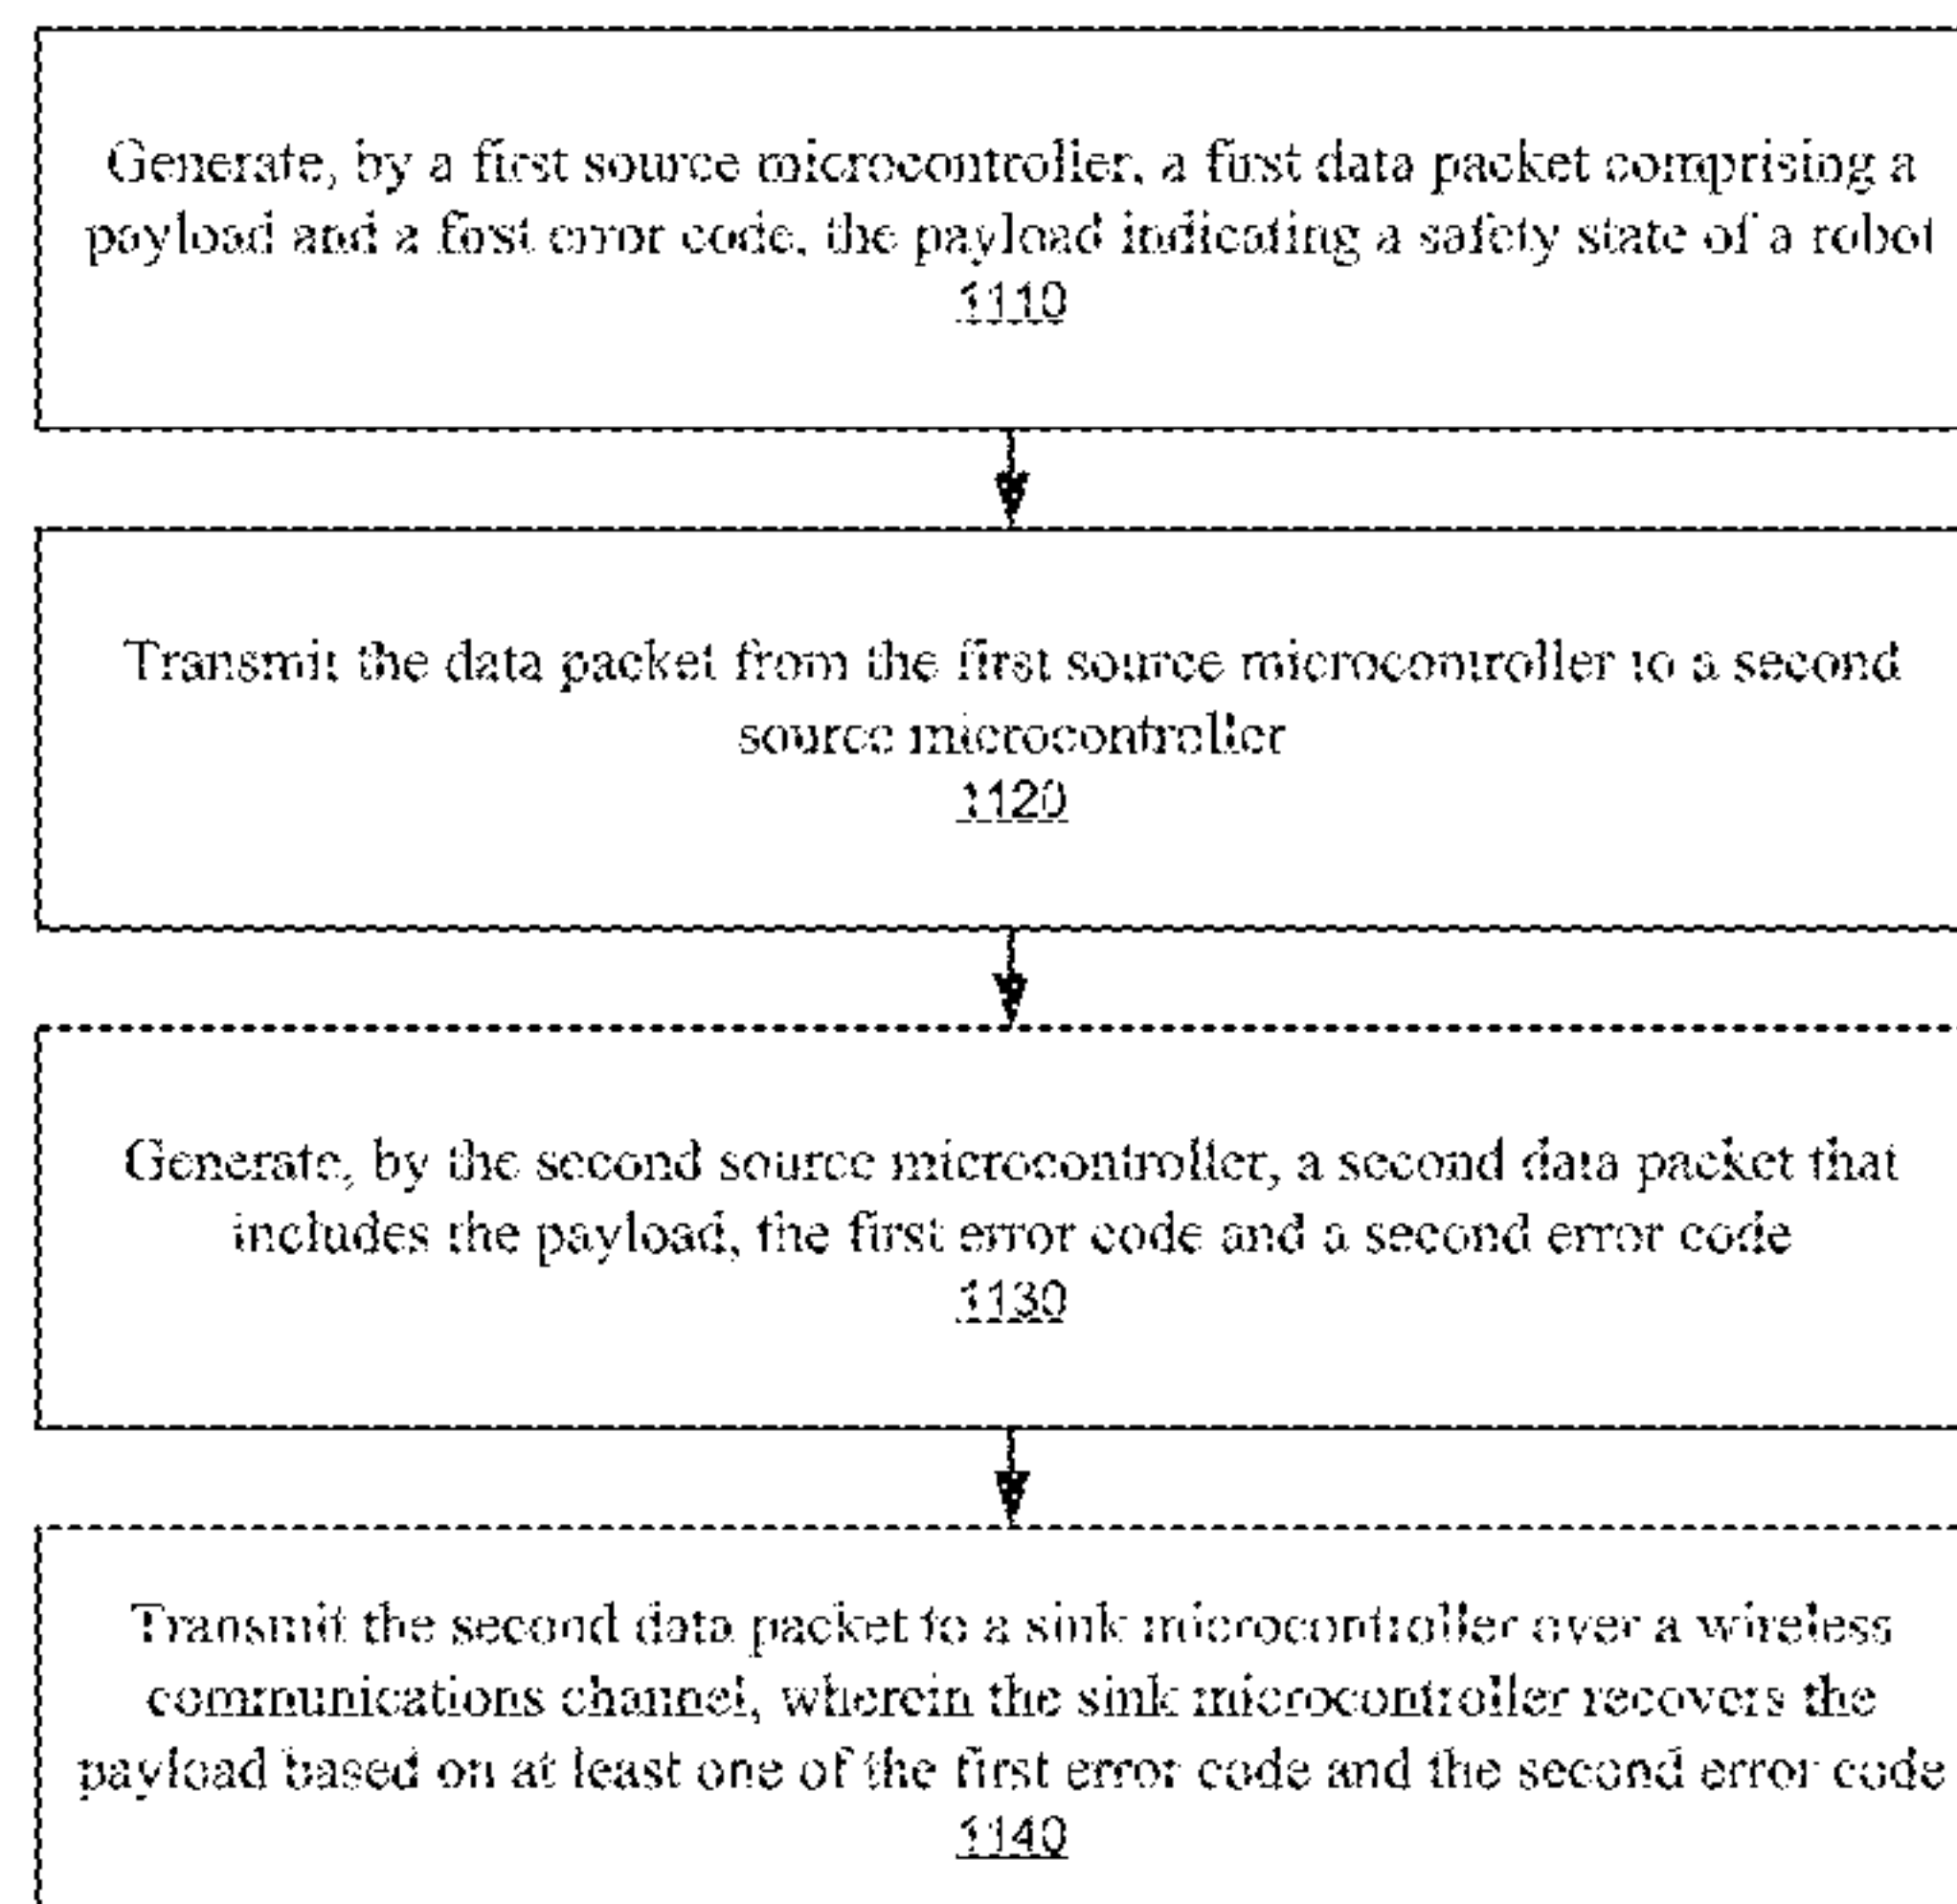 Generate, by a first source microcontroller, a first data packet comprising a
payload and a first error code, the payload indicating a safety state of a robot
1110
Transmit the data packet from the first source microcontroller to a second
source microcontroller
1120
Generate, by the second source microcontroller, a second data packet that
includes the payload, the first error code and a second error code
1130
Transmit the second data packet to a sink microcontroller over a wireless
communications channel, wherein the sink microcontroller recovers the
payload based on at least one of the first error code and the second error code
1140